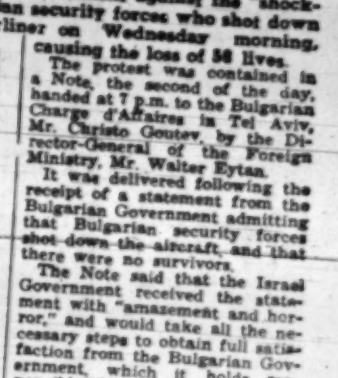 security forces who shot down
liner on Wednesday morning,
causing the loss of 58 lives.
The protest was contained in
a Note, the second of the day,
handed at 7 p.m. to the Bulgarian
Charge d'Affaires in Tel Aviv,
Mr. Christo Goutev, by the Di-
rector-General of the Foreign
Ministry, Mr. Walter Eytan.
It was delivered following the
receipt of a statement from the
Bulgarian Government admitting
that Bulgarian security forces
shot down the aircraft, and that
there were no survivors.
The Note said that the Israel
Government received the state-
ment with "amazement and hor-
ror," and would take all the ne-
cessary steps to obtain full satis-
faction from the Bulgarian Gov-
ernment, which it holds